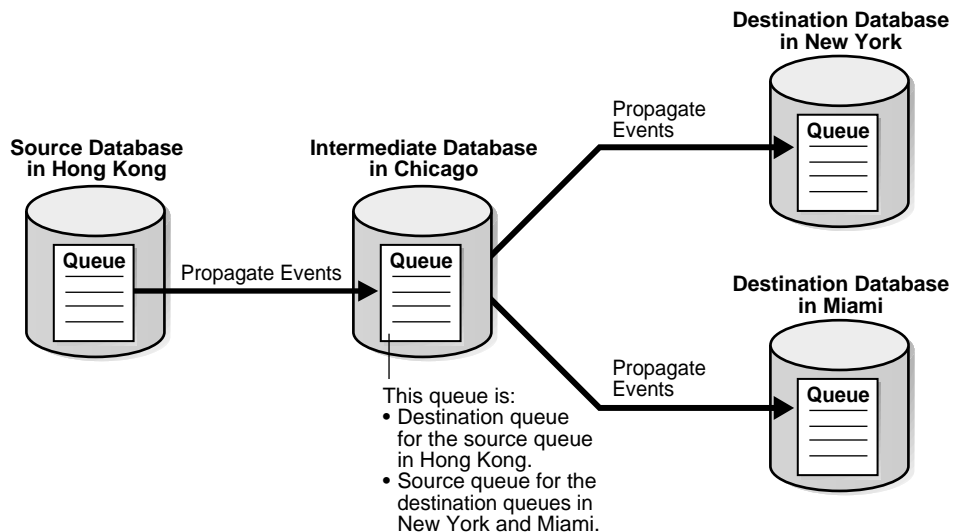 Destination Database
in New York
Propagate
Events
Queue
Source Database
in Hong Kong
Intermediate Database
in Chicago
Queue
Propagate Events
Queue
Destination Database
in Miami
Propagate
Events
Queue
This queue is:
• Destination queue
for the source queue
in Hong Kong.
• Source queue for the
destination queues in
New York and Miami.